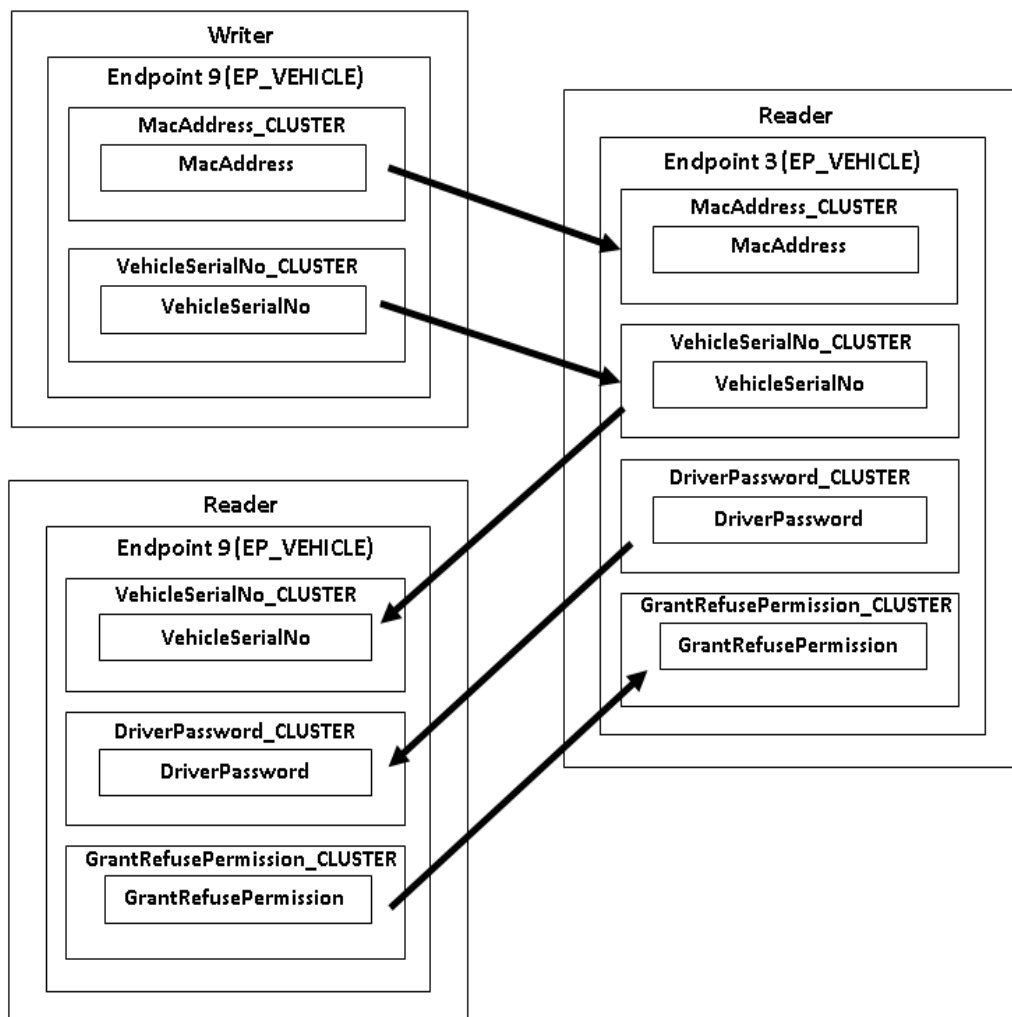 Writer
Endpoint 9 (EP_VEHICLE)
MacAddress_CLUSTER
MacAddress
VehicleSerialNo_CLUSTER
VehicleSerialNo
Reader
Endpoint 3 (EP_VEHICLE)
MacAddress_CLUSTER
MacAddress
VehicleSerialNo_CLUSTER
VehicleSerialNo
DriverPassword_CLUSTER
DriverPassword
GrantRefusePermission_CLUSTER
GrantRefusePermission
Reader
Endpoint 9 (EP_VEHICLE)
VehicleSerialNo_CLUSTER
VehicleSerialNo
DriverPassword_CLUSTER
DriverPassword
GrantRefusePermission_CLUSTER
GrantRefusePermission